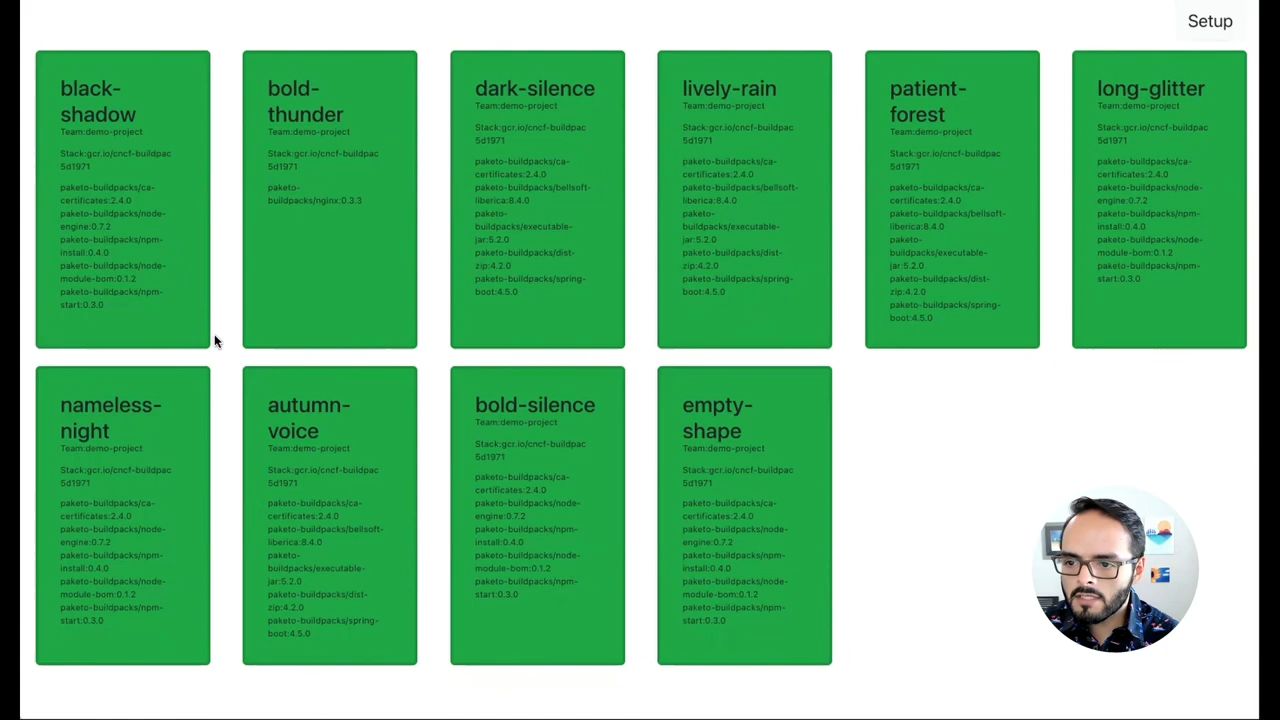 Setup
black-
shadow
Team:demo-project
Stack:gcr.io/cncf-buildpac
5d1971
paketo-buildpacks/ca-
certificates:2.4.0
paketo-buildpacks/node-
engine:0.7.2
paketo-buildpacks/npm-
install:0.4.0
paketo-buildpacks/node-
module-bom:0.1.2
paketo-buildpacks/npm-
start:0.3.0
bold-
thunder
Team:demo-project
Stack:gcr.io/cncf-buildpac
5d1971
paketo-
buildpacks/nginx:0.3.3
dark-silence
Team:demo-project
Stack:gcr.io/cncf-buildpac
5d1971
paketo-buildpacks/ca-
certificates:2.4.0
paketo-buildpacks/bellsoft-
liberica:8.4.0
paketo-
buildpacks/executable-
jar:5.2.0
paketo-buildpacks/dist-
zip:4.2.0
paketo-buildpacks/spring-
boot:4.5.0
lively-rain
Team:demo-project
Stack:gcr.io/cncf-buildpac
5d1971
paketo-buildpacks/ca-
certificates:2.4.0
paketo-buildpacks/bellsoft-
liberica:8.4.0
paketo-
buildpacks/executable-
jar:5.2.0
paketo-buildpacks/dist-
zip:4.2.0
paketo-buildpacks/spring-
boot:4.5.0
patient-
forest
Team:demo-project
Stack:gcr.io/cncf-buildpac
5d1971
paketo-buildpacks/ca-
certificates:2.4.0
paketo-buildpacks/bellsoft-
liberica:8.4.0
paketo-
buildpacks/executable-
jar:5.2.0
paketo-buildpacks/dist-
zip:4.2.0
paketo-buildpacks/spring-
boot:4.5.0
long-glitter
Team:demo-project
Stack:gcr.io/cncf-buildpac
5d1971
paketo-buildpacks/ca-
certificates:2.4.0
paketo-buildpacks/node-
engine:0.7.2
paketo-buildpacks/npm-
install:0.4.0
paketo-buildpacks/node-
module-bom:0.1.2
paketo-buildpacks/npm-
start:0.3.0
nameless-
night
Team:demo-project
Stack:gcr.io/cncf-buildpac
5d1971
paketo-buildpacks/ca-
certificates:2.4.0
paketo-buildpacks/node-
engine:0.7.2
paketo-buildpacks/npm-
install:0.4.0
paketo-buildpacks/node-
module-bom:0.1.2
paketo-buildpacks/npm-
start:0.3.0
autumn-
voice
Team:demo-project
Stack:gcr.io/cncf-buildpac
5d1971
paketo-buildpacks/ca-
certificates:2.4.0
paketo-buildpacks/bellsoft-
liberica:8.4.0
paketo-
buildpacks/executable-
jar:5.2.0
paketo-buildpacks/dist-
zip:4.2.0
paketo-buildpacks/spring-
boot:4.5.0
bold-silence
Team:demo-project
Stack:gcr.io/cncf-buildpac
5d1971
paketo-buildpacks/ca-
certificates:2.4.0
paketo-buildpacks/node-
engine:0.7.2
paketo-buildpacks/npm-
install:0.4.0
paketo-buildpacks/node-
module-bom:0.1.2
paketo-buildpacks/npm-
start:0.3.0
empty-
shape
Team:demo-project
Stack:gcr.io/cncf-buildpac
5d1971
paketo-buildpacks/ca-
certificates:2.4.0
paketo-buildpacks/node-
engine:0.7.2
paketo-buildpacks/npm-
install:0.4.0
paketo-buildpacks/node-
module-bom:0.1.2
paketo-buildpacks/npm-
start:0.3.0